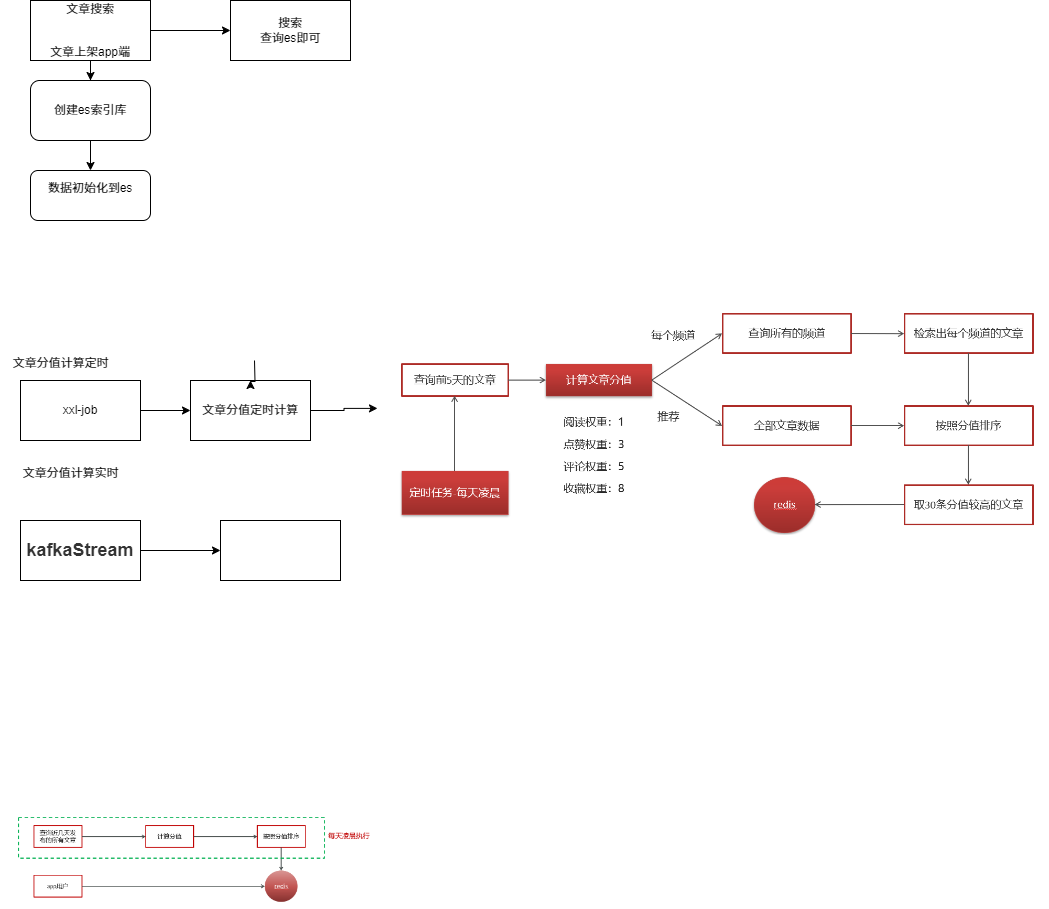 文章搜索
文章上架app端
搜索
查询es即可
创建es索引库
数据初始化到es
文章分值计算定时
xxl-job
文章分值定时计算
查询前5天的文章
定时任务-每天凌晨
计算文章分值
阅读权重：1
点赞权重：3
评论权重：5
收藏权重：8
每个频道
推荐
查询所有的频道
检索出每个频道的文章
全部文章数据
按照分值排序
取30条分值较高的文章
redis
文章分值计算实时
kafkaStream
查询近几天发
布的所有文章
计算分值
按照分值排序
每天凌晨执行
app用户
redis